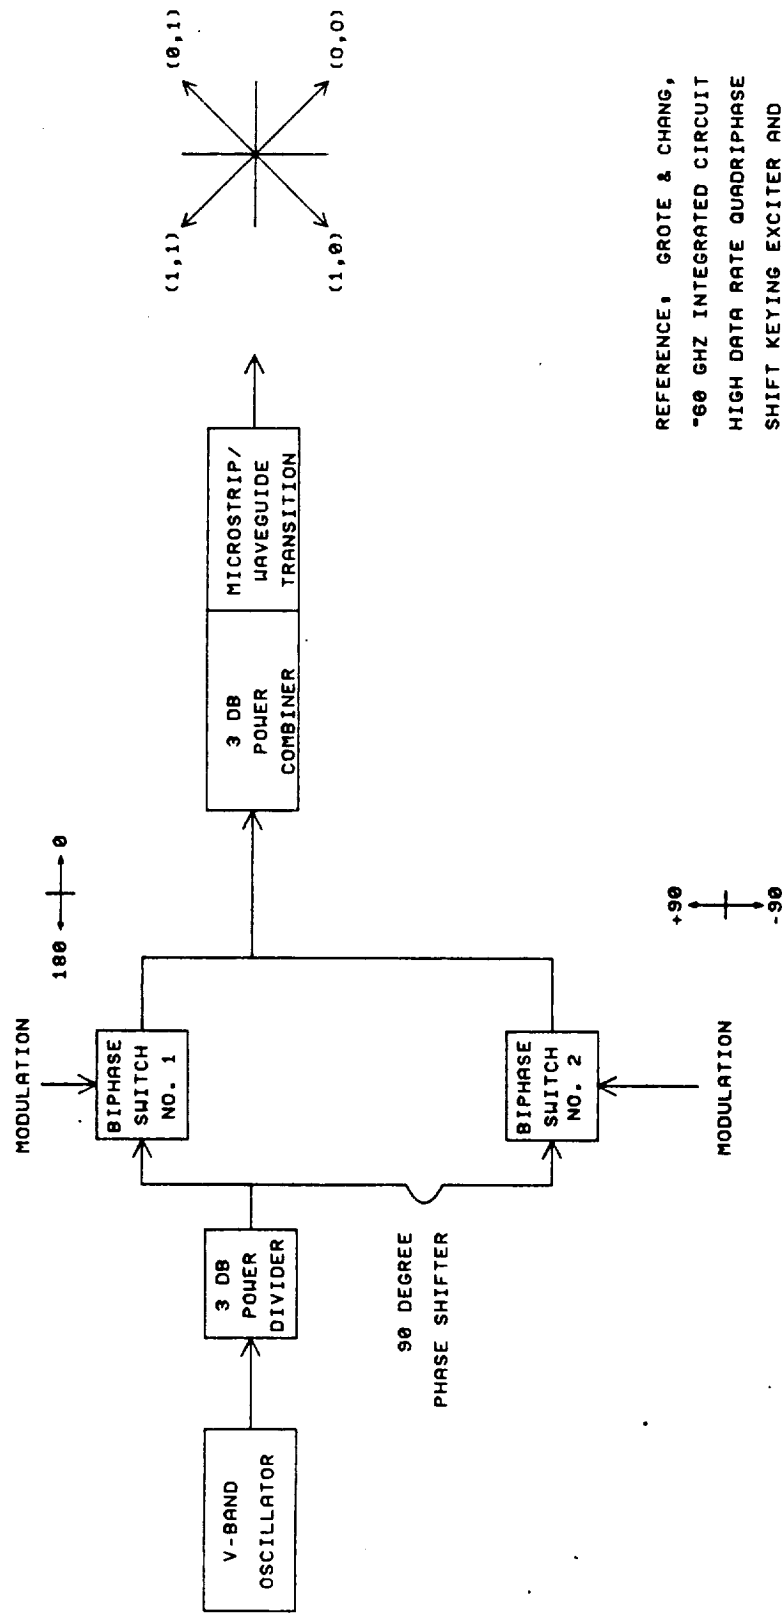 V-BAND
OSCILLATOR
3 DB
POWER
DIVIDER
90 DEGREE
PHASE SHIFTER
MODULATION
BIPHASE
SWITCH
NO. 1
180
0
BIPHASE
SWITCH
NO. 2
MODULATION
+90
-90
3 DB
POWER
COMBINER
MICROSTRIP/
WAVEGUIDE
TRANSITION
(1,1)
(0,1)
(1,0)
(0,0)
REFERENCE: GROTE & CHANG,
"60 GHZ INTEGRATED CIRCUIT
HIGH DATA RATE QUADRIPHASE
SHIFT KEYING EXCITER AND